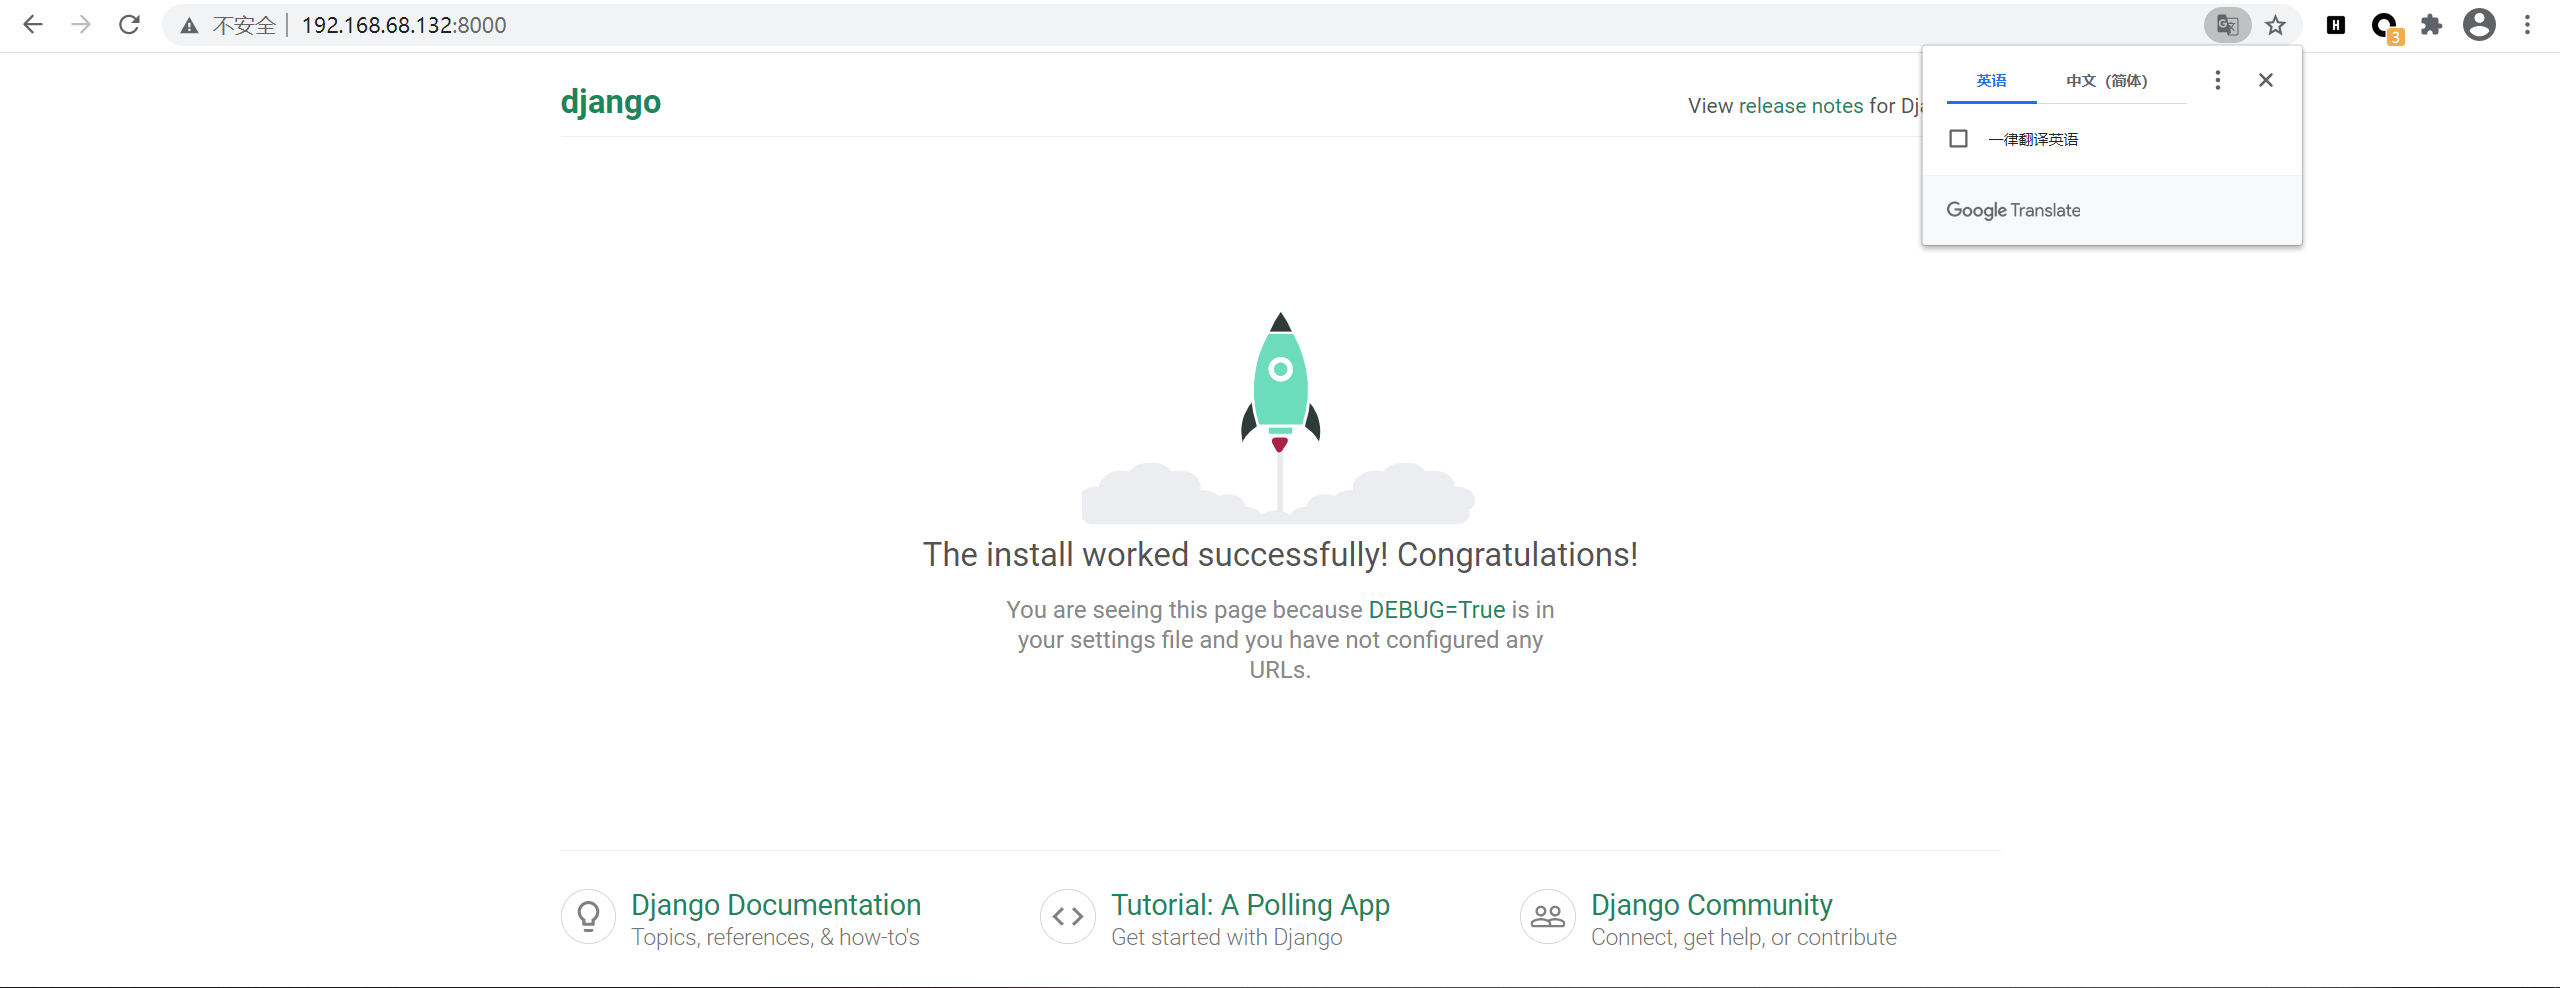 不安全 192.168.68.132:8000
3
英语 中文（简体）
一律翻译英语
Google Translate
django
View release notes for Dj
The install worked successfully! Congratulations!
You are seeing this page because DEBUG=True is in
your settings file and you have not configured any
URLs.
Django Documentation
Topics, references, & how-to's
Tutorial: A Polling App
Get started with Django
Django Community
Connect, get help, or contribute